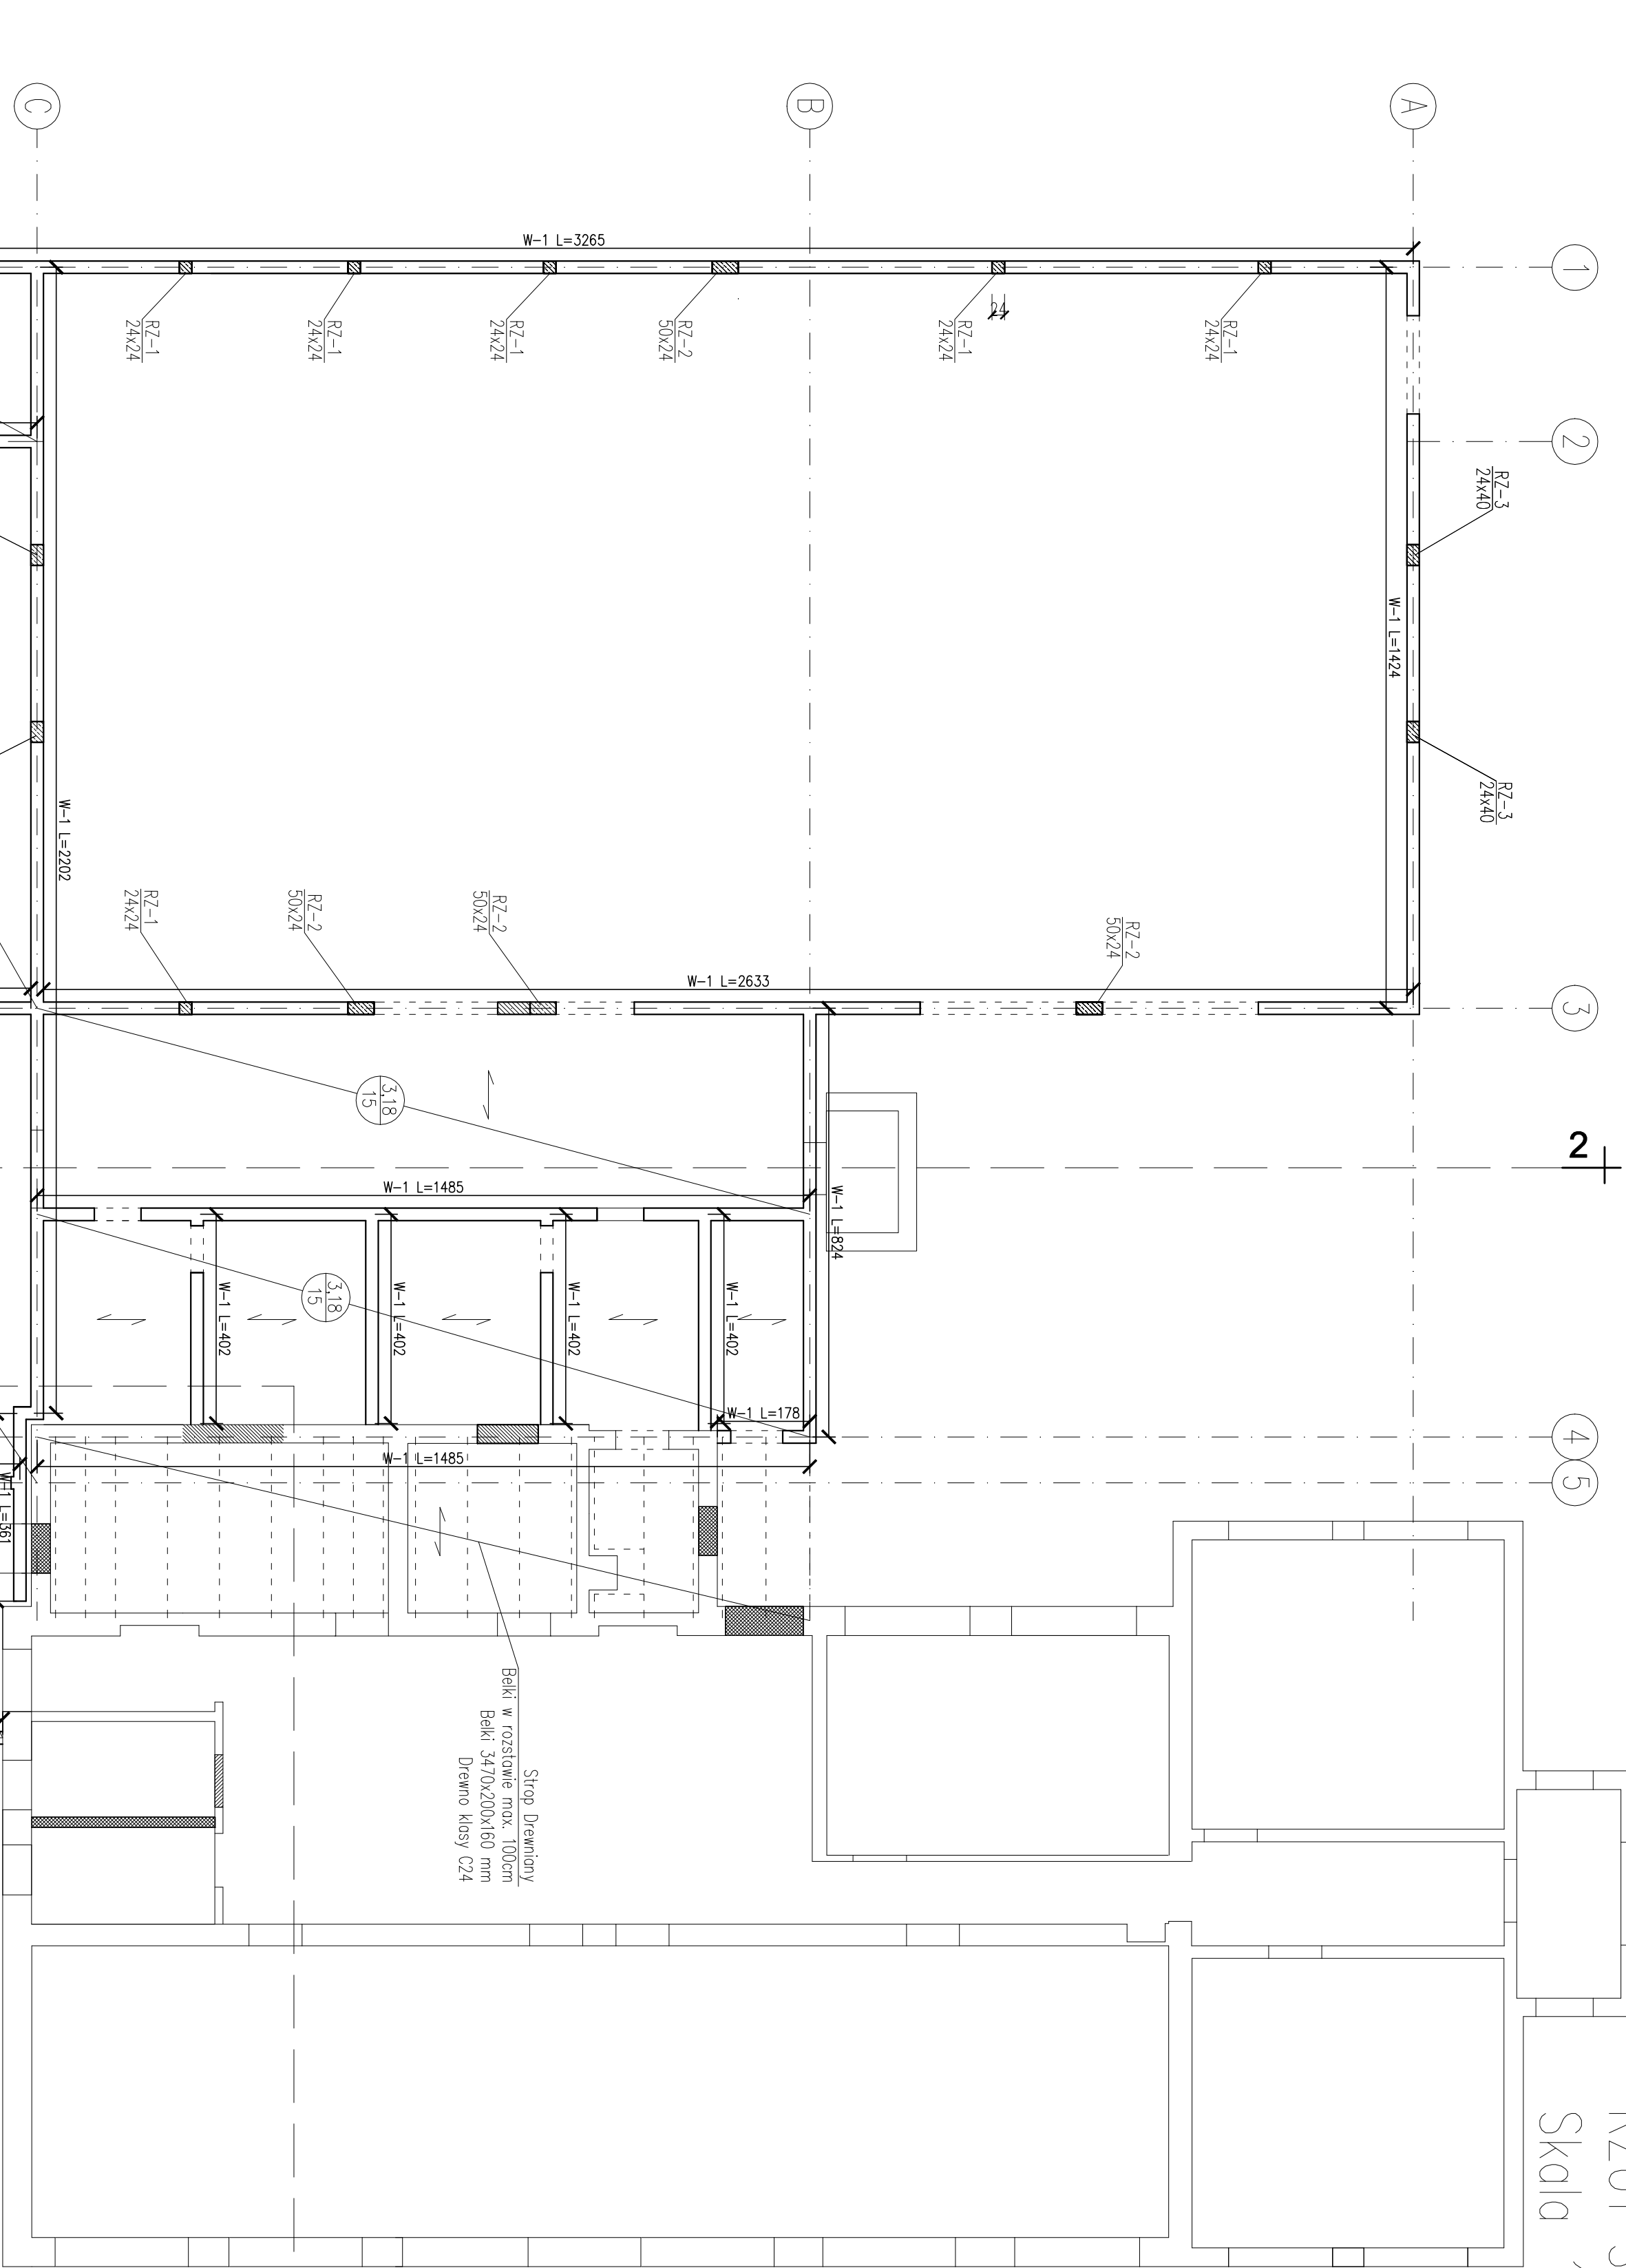 C
B
A
1
2
3
4
5
2
W-1 L=3265
RZ-1
24x24
RZ-1
24x24
RZ-1
24x24
RZ-2
50x24
RZ-1
24x24
24
RZ-1
24x24
RZ-3
24x40
RZ-3
24x40
W-1 L=1424
W-1 L=2202
RZ-1
24x24
RZ-2
50x24
RZ-2
50x24
RZ-2
50x24
W-1 L=2633
3,18
15
W-1 L=1485
W-1 L=824
3,18
15
W-1 L=402
W-1 L=402
W-1 L=402
W-1 L=402
W-1 L=178
W-1 L=1485
W-1 L=361
Strop Drewniany
Belki w rozstawie max. 100cm
Belki 3470x200x160 mm
Drewno klasy C24
Skala